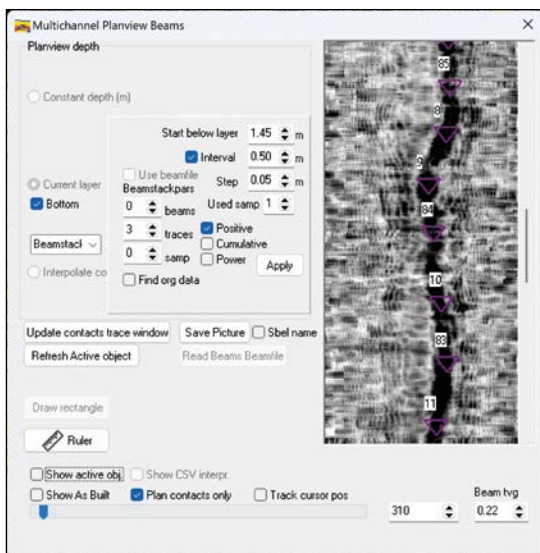 Multichannel Planview Beams
Planview depth
Constant depth (m)
Start below layer 1.45 m
Interval 0.50 m
Use beamfile
Step 0.05 m
Current layer
Beamstackpars
Bottom
0 beams
Used samp 1
3 traces
Positive
Cumulative
Beamstacl
0 samp
Power
Apply
Interpolate co
Find org data
Update contacts trace window Save Picture Sbel name
Refresh Active object Read Beams Beamfile
Draw rectangle
Ruler
Show active obj. Show CSV interpr.
Show As Built Plan contacts only Track cursor pos
310
Beam tvg
0.22
85
8
9
84
10
83
11